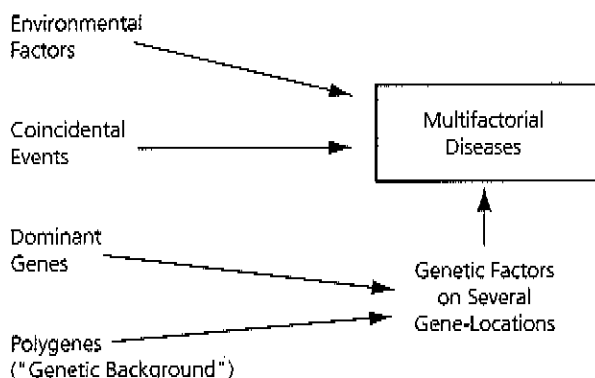 Environmental
Factors
Coincidental
Events
Multifactorial
Diseases
Dominant
Genes
Polygenes
("Genetic Background")
Genetic Factors
on Several
Gene-Locations